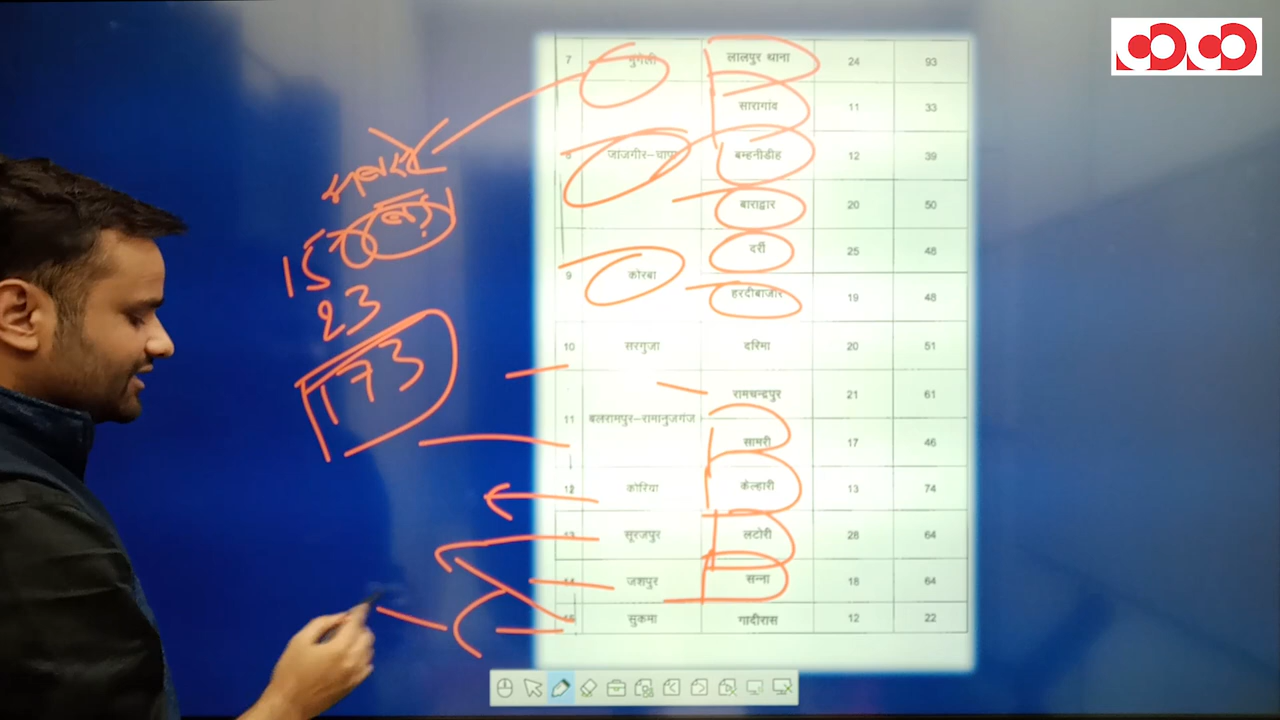 7 मुंगेली लालपुर थाना 24 93
सारागांव 11 33
8 जांजगीर-चांपा बम्हनीडीह 12 39
बाराद्वार 20 50
9 कोरबा दर्री 25 48
हरदीबाजार 19 48
10 सरगुजा दरिमा 20 51
11 बलरामपुर-रामानुजगंज रामचन्द्रपुर 21 61
सामरी 17 46
12 कोरिया केल्हारी 13 74
13 सूरजपुर लटोरी 28 64
14 जशपुर सन्ना 18 64
15 सुकमा गादीरास 12 22
23
173